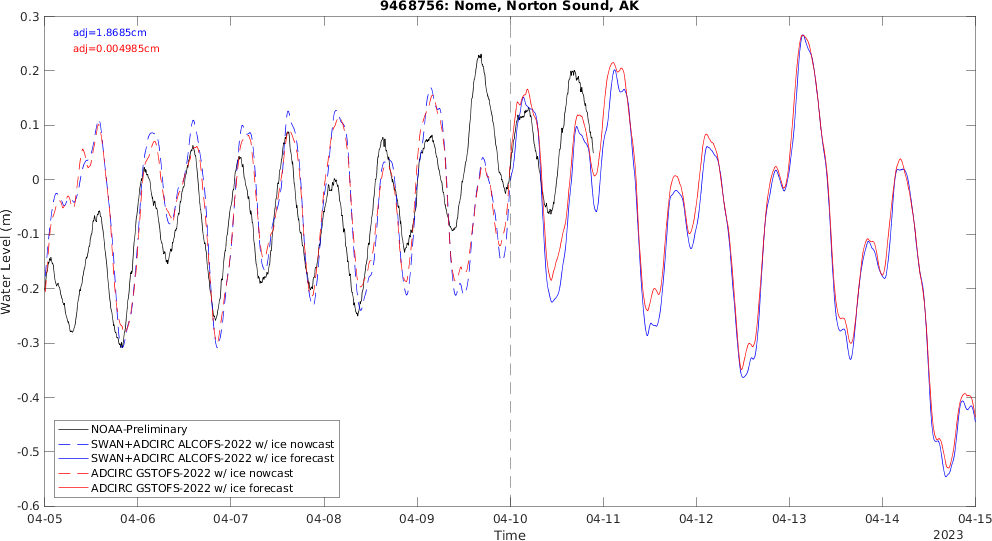 9468756: Nome, Norton Sound, AK
adj=1.8685cm
adj=0.004985cm
0.3
0.2
0.1
0
-0.1
-0.2
-0.3
-0.4
-0.5
-0.6
Water Level (m)
NOAA-Preliminary
SWAN+ADCIRC ALCOFS-2022 w/ ice nowcast
SWAN+ADCIRC ALCOFS-2022 w/ ice forecast
ADCIRC GSTOFS-2022 w/ ice nowcast
ADCIRC GSTOFS-2022 w/ ice forecast
04-05 04-06 04-07 04-08 04-09 04-10 04-11 04-12 04-13 04-14 04-15
Time
2023